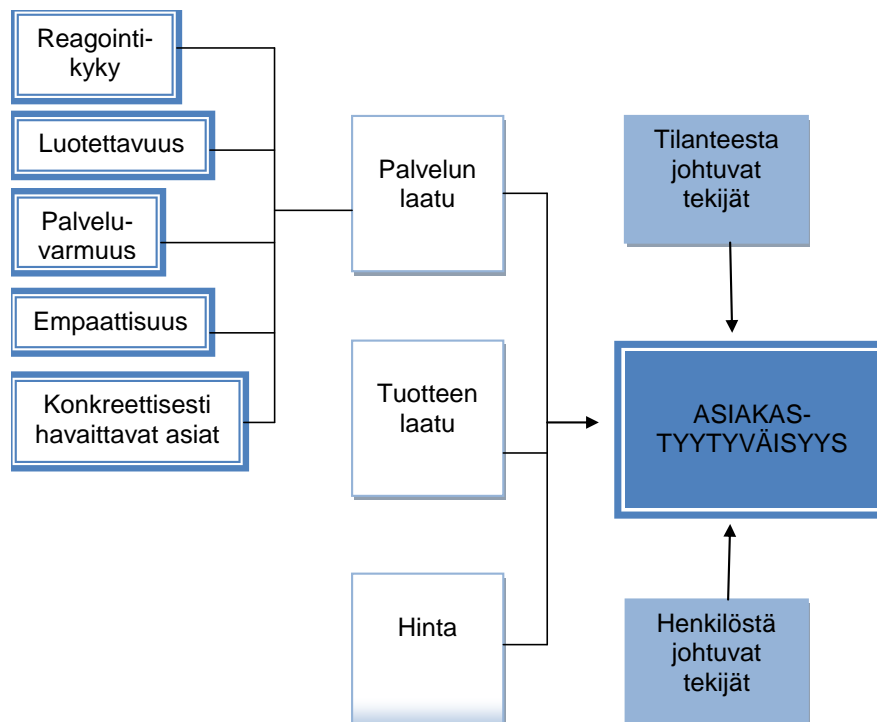 Reagointi-
kyky
Luotettavuus
Palvelu-
varmuus
Empaattisuus
Konkreettisesti
havaittavat asiat
Palvelun
laatu
Tuotteen
laatu
Hinta
Tilanteesta
johtuvat
tekijät
ASIAKAS-
TYYTYVÄISYYS
Henkilöstä
johtuvat
tekijät